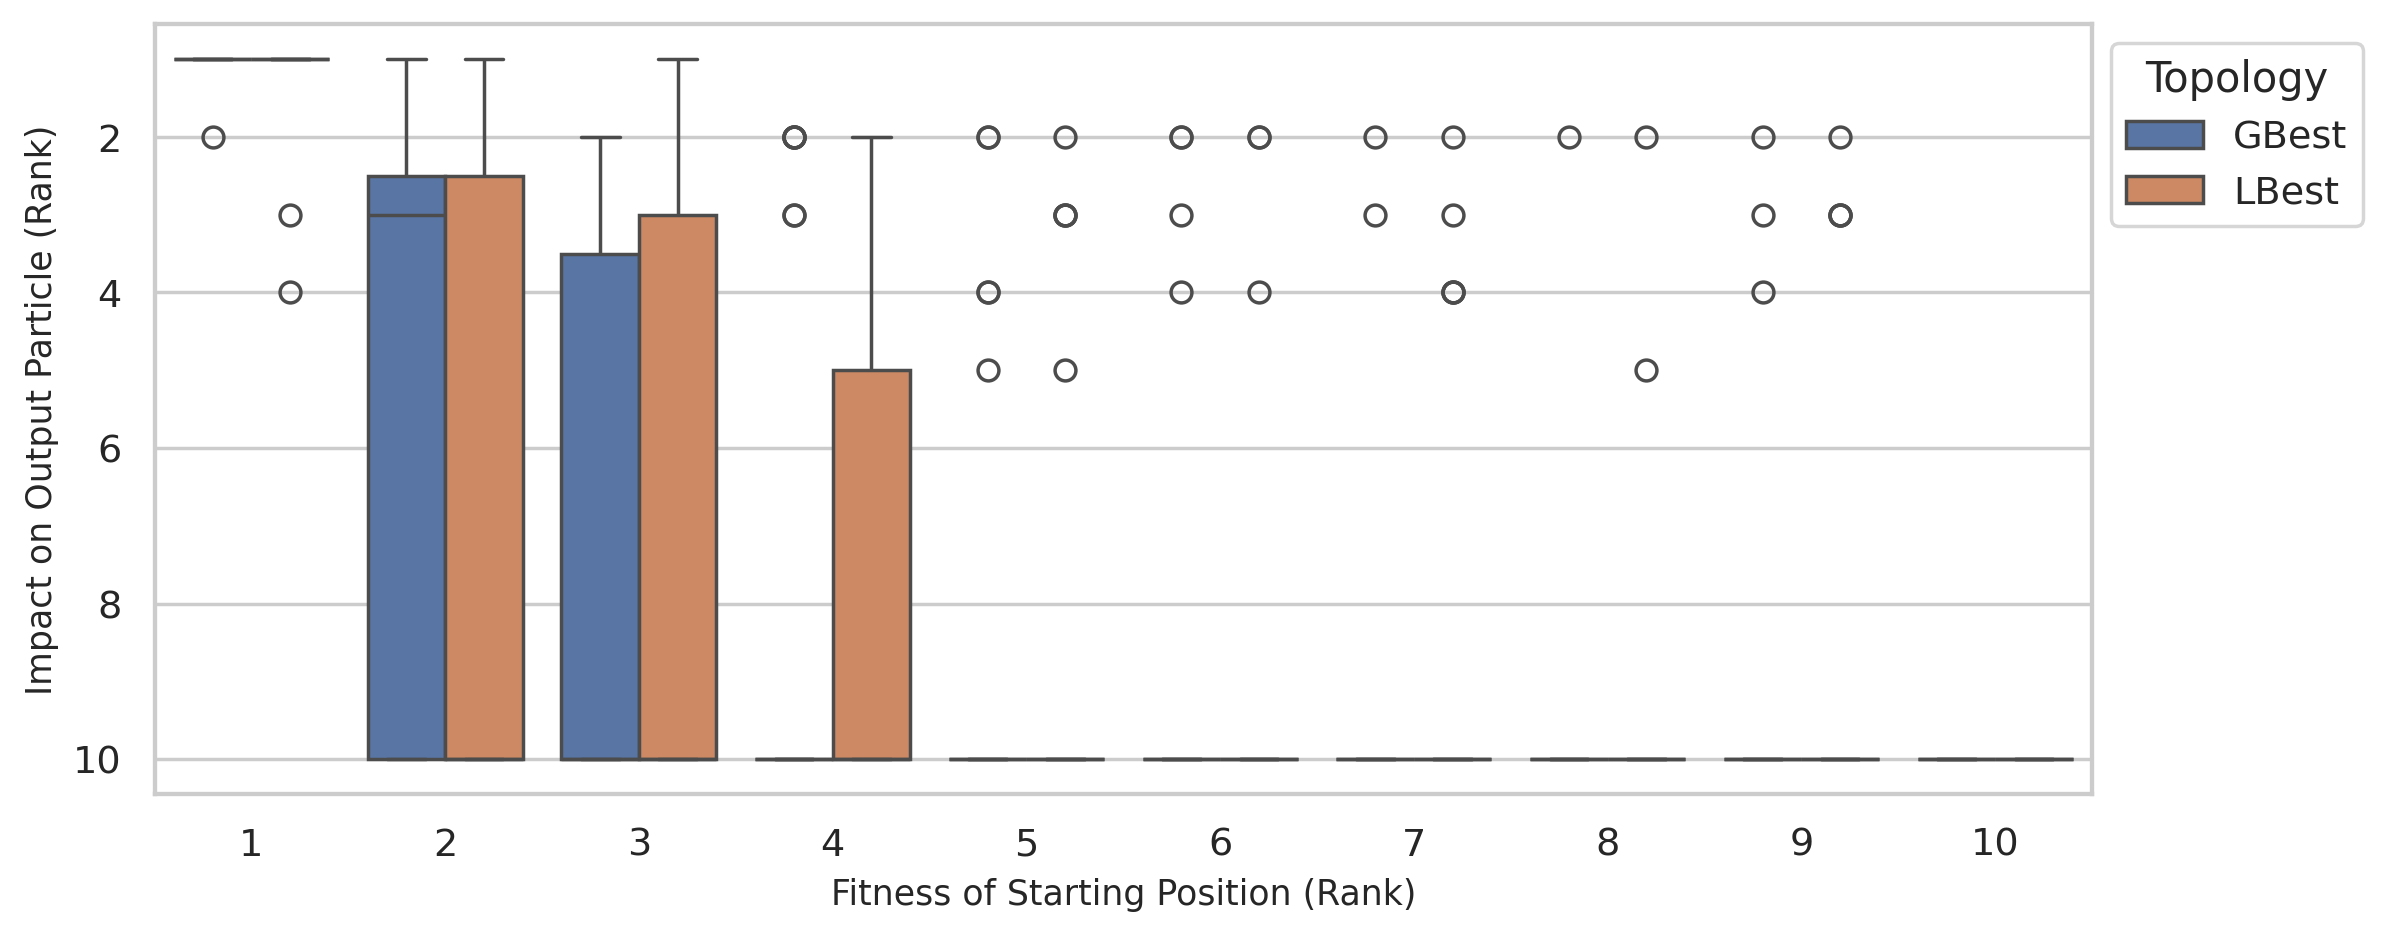 Impact on Output Particle (Rank)
2
4
6
8
10
1 2 3 4 5 6 7 8 9 10
Fitness of Starting Position (Rank)
Topology
GBest
LBest